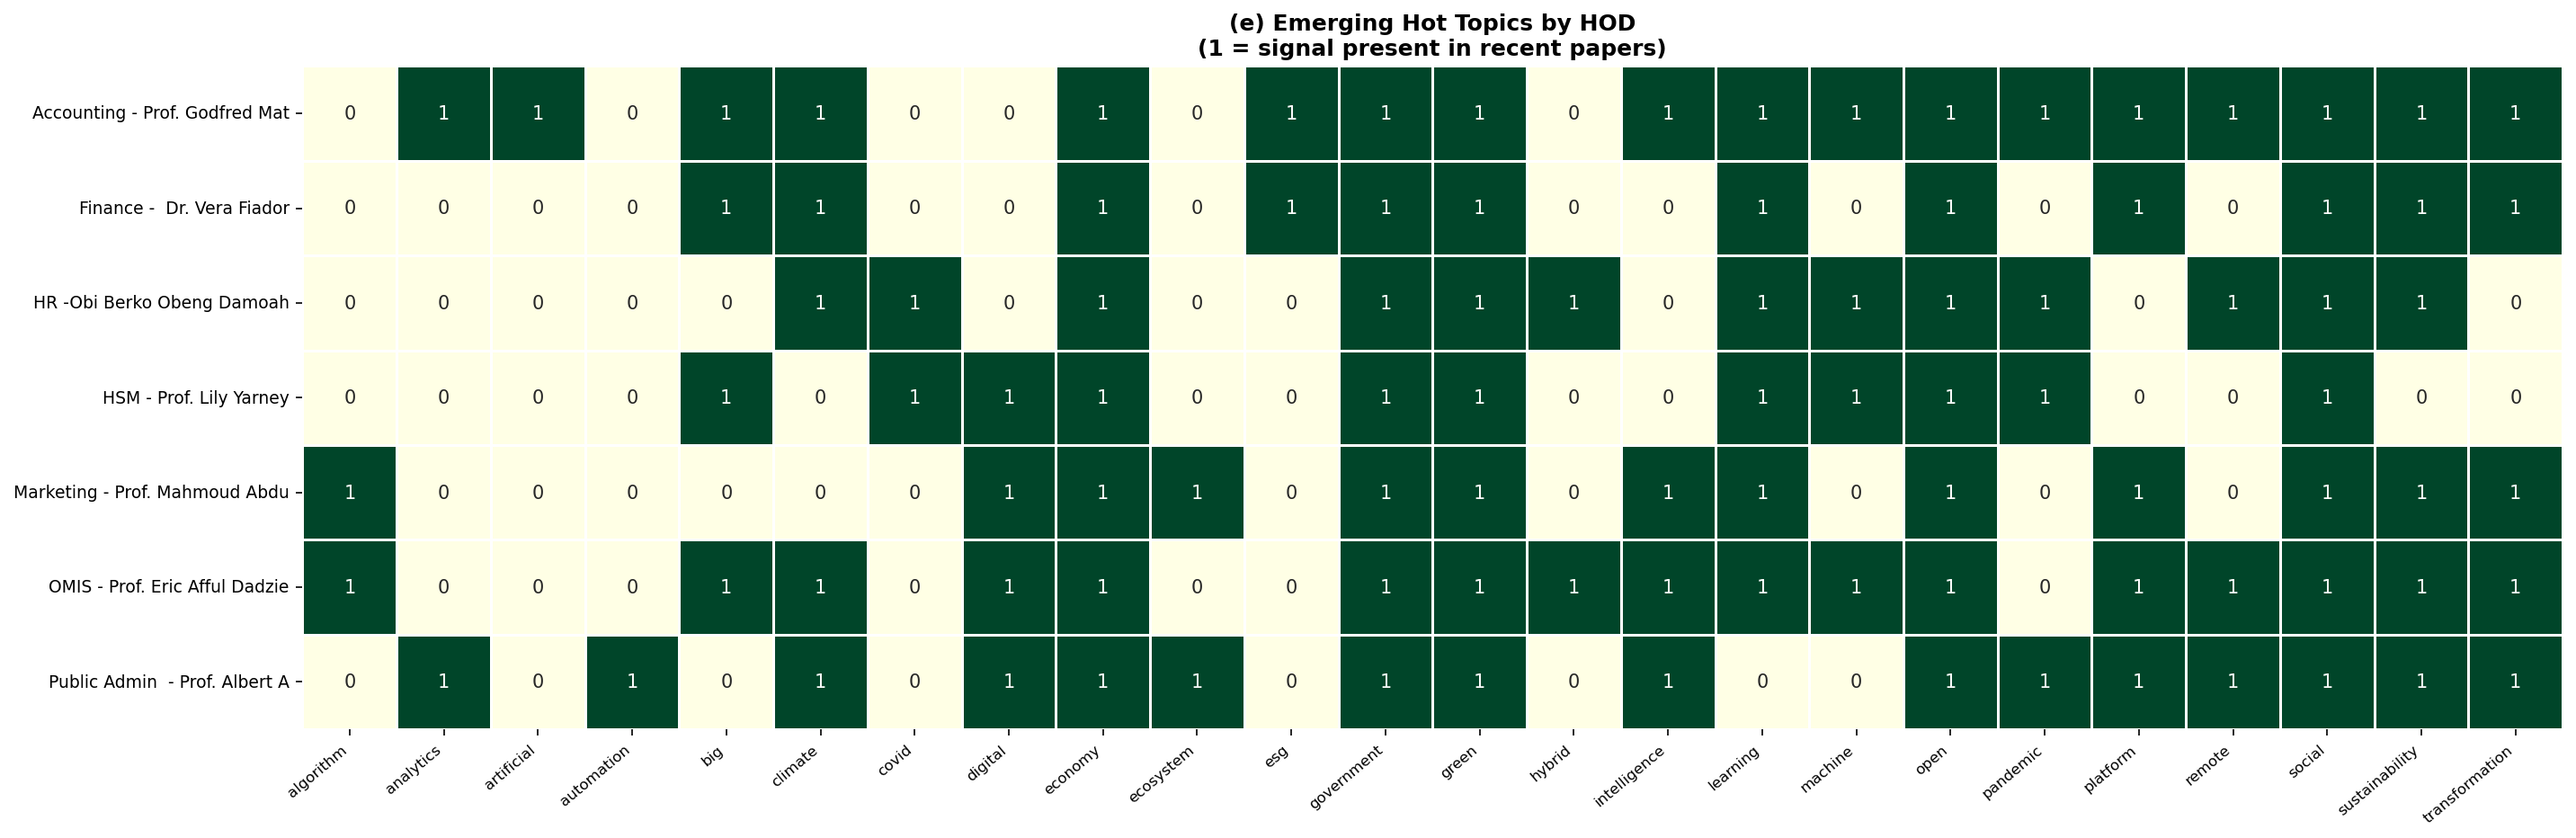 (e) Emerging Hot Topics by HOD
(1 = signal present in recent papers)
Accounting - Prof. Godfred Mat 0 1 1 0 1 1 0 0 1 0 1 1 1 0 1 1 1 1 1 1 1 1 1 1
Finance -  Dr. Vera Fiador 0 0 0 0 1 1 0 0 1 0 1 1 1 0 0 1 0 1 0 1 0 1 1 1
HR -Obi Berko Obeng Damoah 0 0 0 0 0 1 1 0 1 0 0 1 1 1 0 1 1 1 1 0 1 1 1 0
HSM - Prof. Lily Yarney 0 0 0 0 1 0 1 1 1 0 0 1 1 0 0 1 1 1 1 0 0 1 0 0
Marketing - Prof. Mahmoud Abdu 1 0 0 0 0 0 0 1 1 1 0 1 1 0 1 1 0 1 0 1 0 1 1 1
OMIS - Prof. Eric Afful Dadzie 1 0 0 0 1 1 0 1 1 0 0 1 1 1 1 1 1 1 0 1 1 1 1 1
Public Admin  - Prof. Albert A 0 1 0 1 0 1 0 1 1 1 0 1 1 0 1 0 0 1 1 1 1 1 1 1
algorithm analytics artificial automation big climate covid digital economy ecosystem esg government green hybrid intelligence learning machine open pandemic platform remote social sustainability transformation